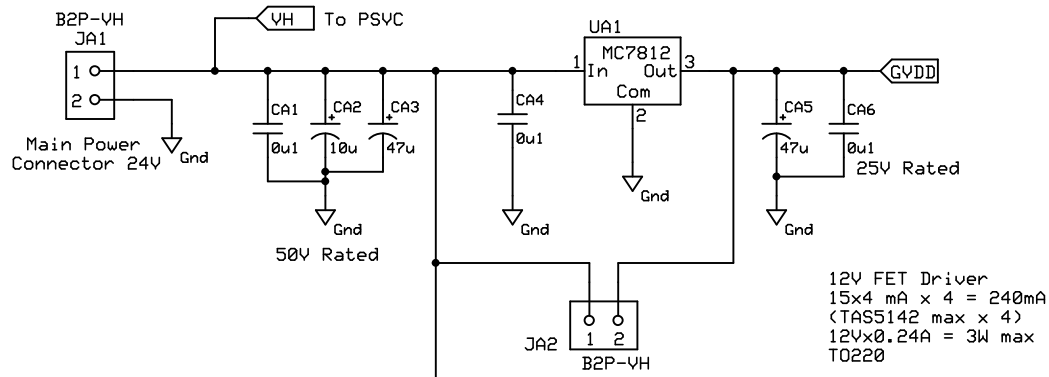 B2P-VH
JA1
1
2
Main Power
Connector 24V
Gnd
VH
To PSVC
CA1
0u1
+
CA2
10u
+
CA3
47u
Gnd
50V Rated
CA4
0u1
Gnd
UA1
MC7812
1
In
Out
3
Com
2
Gnd
GVDD
+
CA5
47u
CA6
0u1
25V Rated
Gnd
JA2
1 2
B2P-VH
12V FET Driver
15x4 mA x 4 = 240mA
(TAS5142 max x 4)
12Vx0.24A = 3W max
TO220